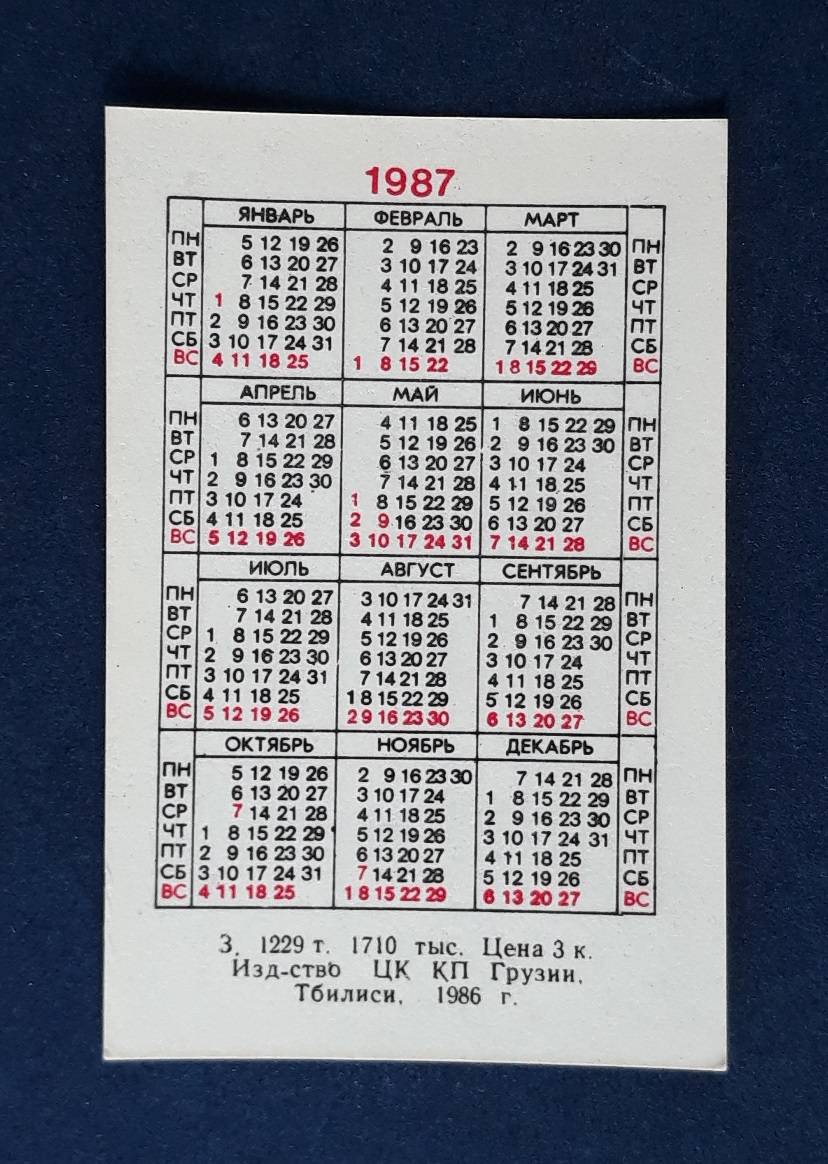 1987
ЯНВАРЬ ФЕВРАЛЬ МАРТ
ПН 5 12 19 26 2 9 16 23 2 9 16 23 30 ПН
ВТ 6 13 20 27 3 10 17 24 3 10 17 24 31 ВТ
СР 7 14 21 28 4 11 18 25 4 11 18 25 СР
ЧТ 1 8 15 22 29 5 12 19 26 5 12 19 26 ЧТ
ПТ 2 9 16 23 30 6 13 20 27 6 13 20 27 ПТ
СБ 3 10 17 24 31 7 14 21 28 7 14 21 28 СБ
ВС 4 11 18 25 1 8 15 22 1 8 15 22 29 ВС
АПРЕЛЬ МАЙ ИЮНЬ
ПН 6 13 20 27 4 11 18 25 1 8 15 22 29 ПН
ВТ 7 14 21 28 5 12 19 26 2 9 16 23 30 ВТ
СР 1 8 15 22 29 6 13 20 27 3 10 17 24 СР
ЧТ 2 9 16 23 30 7 14 21 28 4 11 18 25 ЧТ
ПТ 3 10 17 24 1 8 15 22 29 5 12 19 26 ПТ
СБ 4 11 18 25 2 9 16 23 30 6 13 20 27 СБ
ВС 5 12 19 26 3 10 17 24 31 7 14 21 28 ВС
ИЮЛЬ АВГУСТ СЕНТЯБРЬ
ПН 6 13 20 27 3 10 17 24 31 7 14 21 28 ПН
ВТ 7 14 21 28 4 11 18 25 1 8 15 22 29 ВТ
СР 1 8 15 22 29 5 12 19 26 2 9 16 23 30 СР
ЧТ 2 9 16 23 30 6 13 20 27 3 10 17 24 ЧТ
ПТ 3 10 17 24 31 7 14 21 28 4 11 18 25 ПТ
СБ 4 11 18 25 1 8 15 22 29 5 12 19 26 СБ
ВС 5 12 19 26 2 9 16 23 30 6 13 20 27 ВС
ОКТЯБРЬ НОЯБРЬ ДЕКАБРЬ
ПН 5 12 19 26 2 9 16 23 30 7 14 21 28 ПН
ВТ 6 13 20 27 3 10 17 24 1 8 15 22 29 ВТ
СР 7 14 21 28 4 11 18 25 2 9 16 23 30 СР
ЧТ 1 8 15 22 29 5 12 19 26 3 10 17 24 31 ЧТ
ПТ 2 9 16 23 30 6 13 20 27 4 11 18 25 ПТ
СБ 3 10 17 24 31 7 14 21 28 5 12 19 26 СБ
ВС 4 11 18 25 1 8 15 22 29 6 13 20 27 ВС
З. 1229 т. 1710 тыс. Цена 3 к.
Изд-ство ЦК КП Грузии,
Тбилиси, 1986 г.